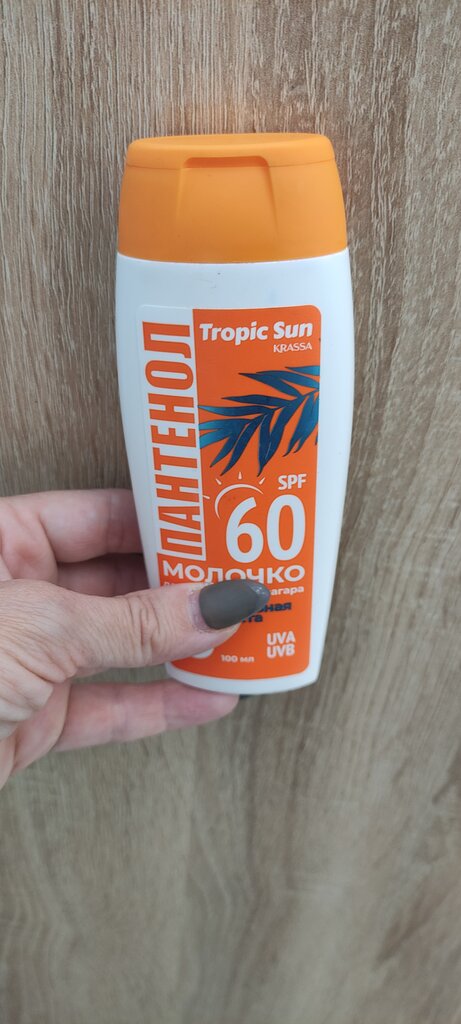 Tropic Sun
KRASSA
ПАНТЕНОЛ
SPF
60
МОЛОЧКО
UVA
UVB
100 мл